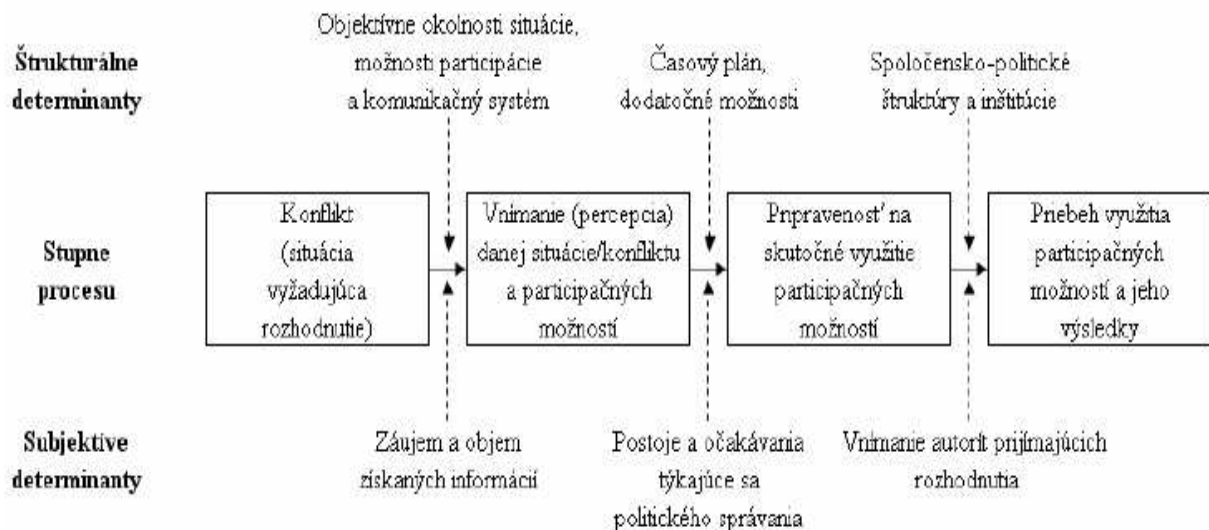 Štrukturálne
determinanty
Objektívne okolnosti situácie,
možnosti participácie
a komunikačný systém
Časový plán,
dodatočné možnosti
Spoločensko-politické
štruktúry a inštitúcie
Stupne
procesu
Konflikt
(situácia
vyžadujúca
rozhodnutie)
Vnímanie (percepcia)
danej situácie/konfliktu
a participačných
možností
Pripravenosť na
skutočné využitie
participačných
možností
Priebeh využitia
participačných
možností a jeho
výsledky
Subjektíve
determinanty
Záujem a objem
získaných informácií
Postoje a očakávania
týkajúce sa
politického správania
Vnímanie autorít prijímajúcich
rozhodnutia